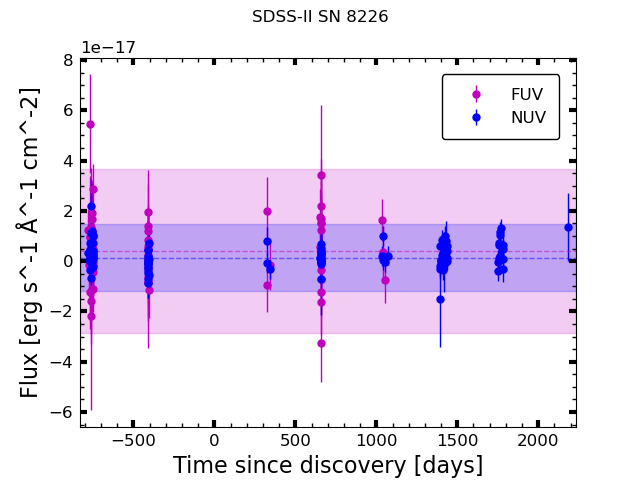 SDSS-II SN 8226
1e−17
8
6
4
2
0
−2
−4
−6
Flux [erg s^-1 Å^-1 cm^-2]
FUV
NUV
−500 0 500 1000 1500 2000
Time since discovery [days]